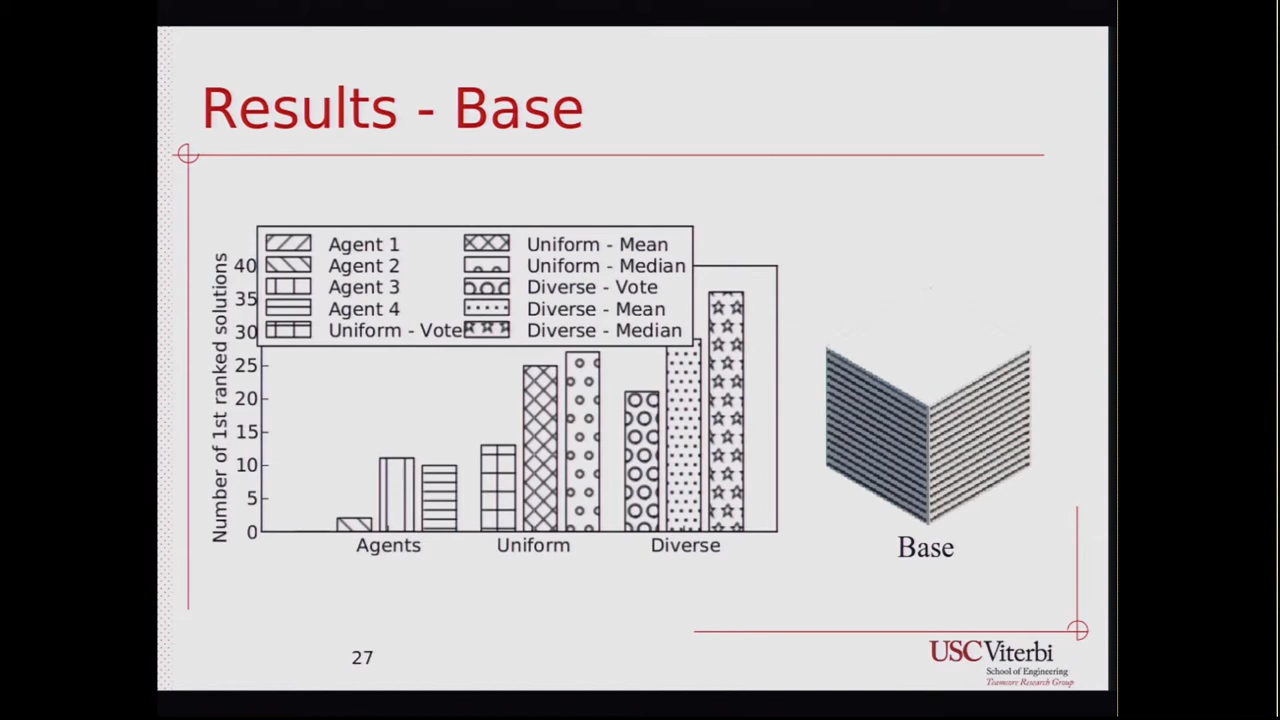 Results - Base
Number of 1st ranked solutions
40
35
30
25
20
15
10
5
0
Agent 1
Agent 2
Agent 3
Agent 4
Uniform - Vote
Uniform - Mean
Uniform - Median
Diverse - Vote
Diverse - Mean
Diverse - Median
Agents
Uniform
Diverse
Base
27
USC Viterbi
School of Engineering
Teamcore Research Group